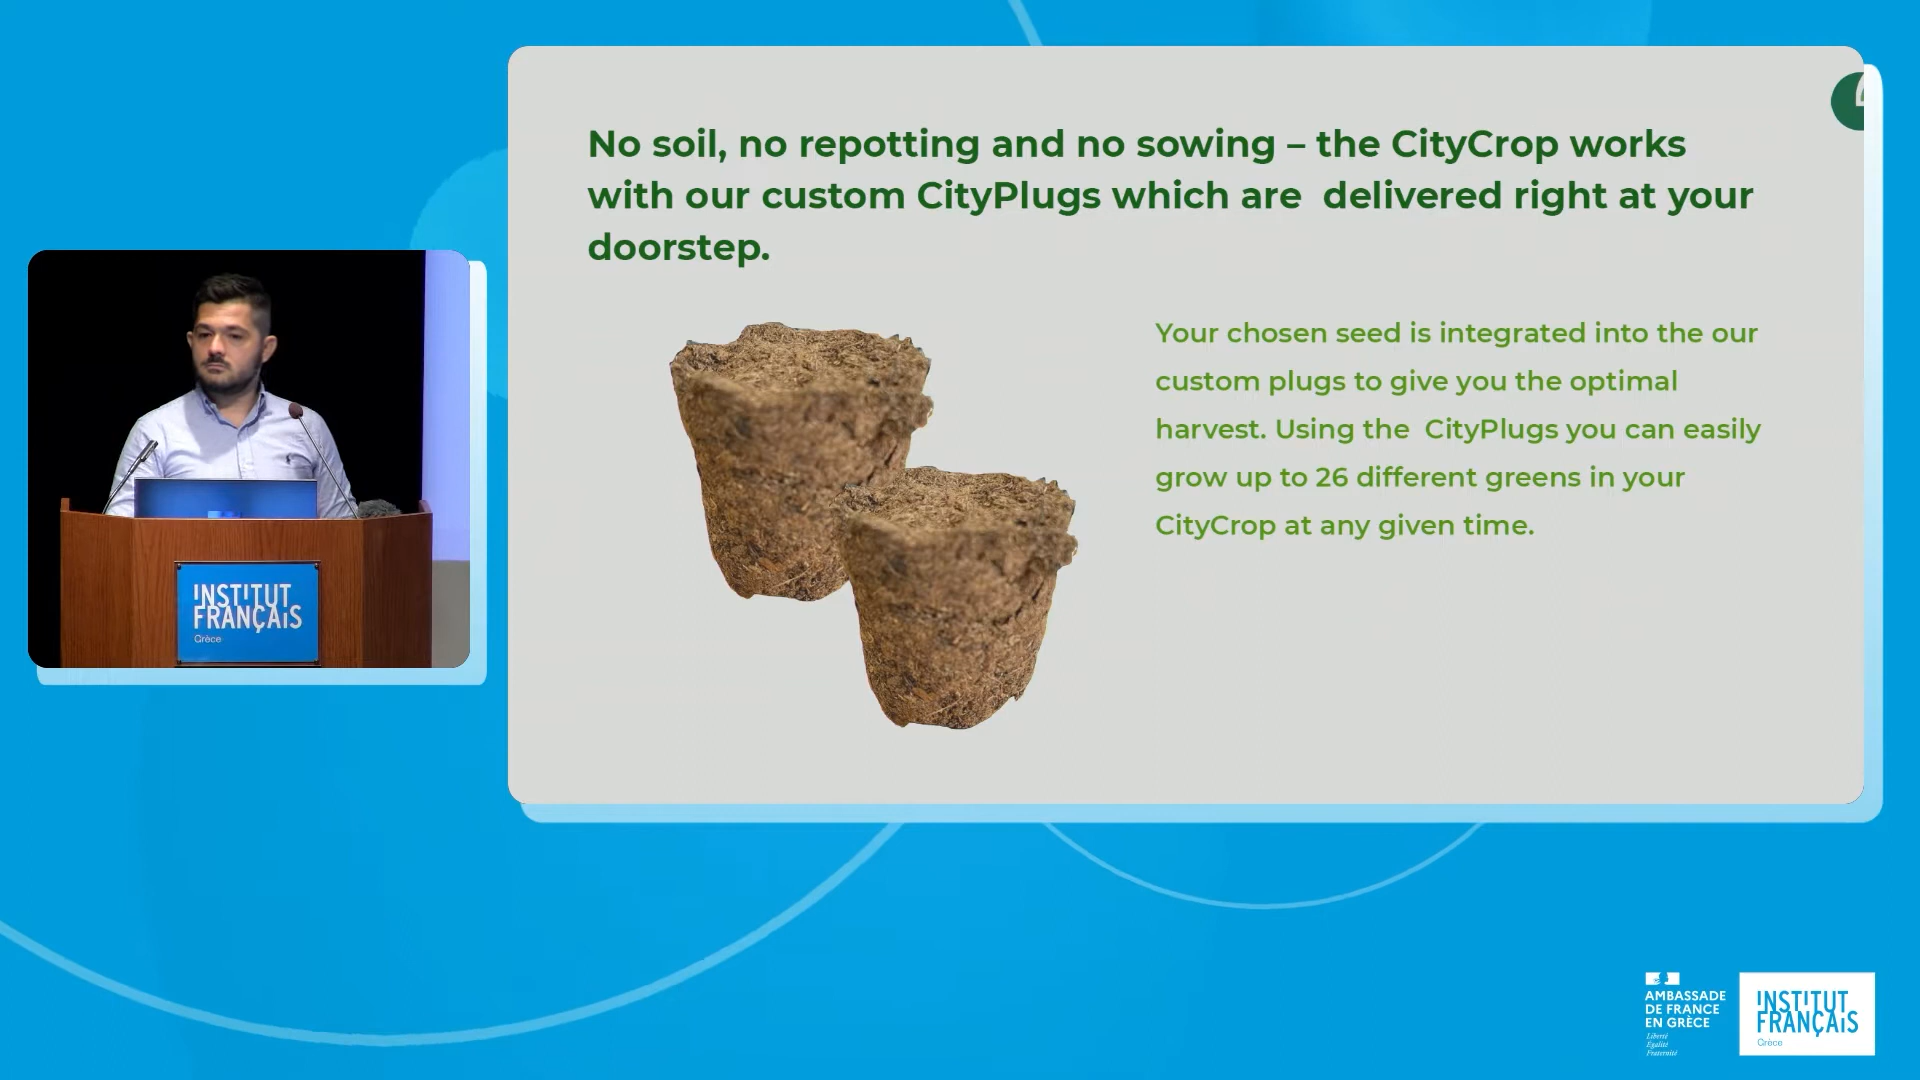 No soil, no repotting and no sowing – the CityCrop works
with our custom CityPlugs which are  delivered right at your
doorstep.
Your chosen seed is integrated into the our
custom plugs to give you the optimal
harvest. Using the  CityPlugs you can easily
grow up to 26 different greens in your
CityCrop at any given time.
INSTITUT
FRANÇAIS
Grèce
AMBASSADE
DE FRANCE
EN GRÈCE
Liberté
Égalité
Fraternité
INSTITUT
FRANÇAIS
Grèce